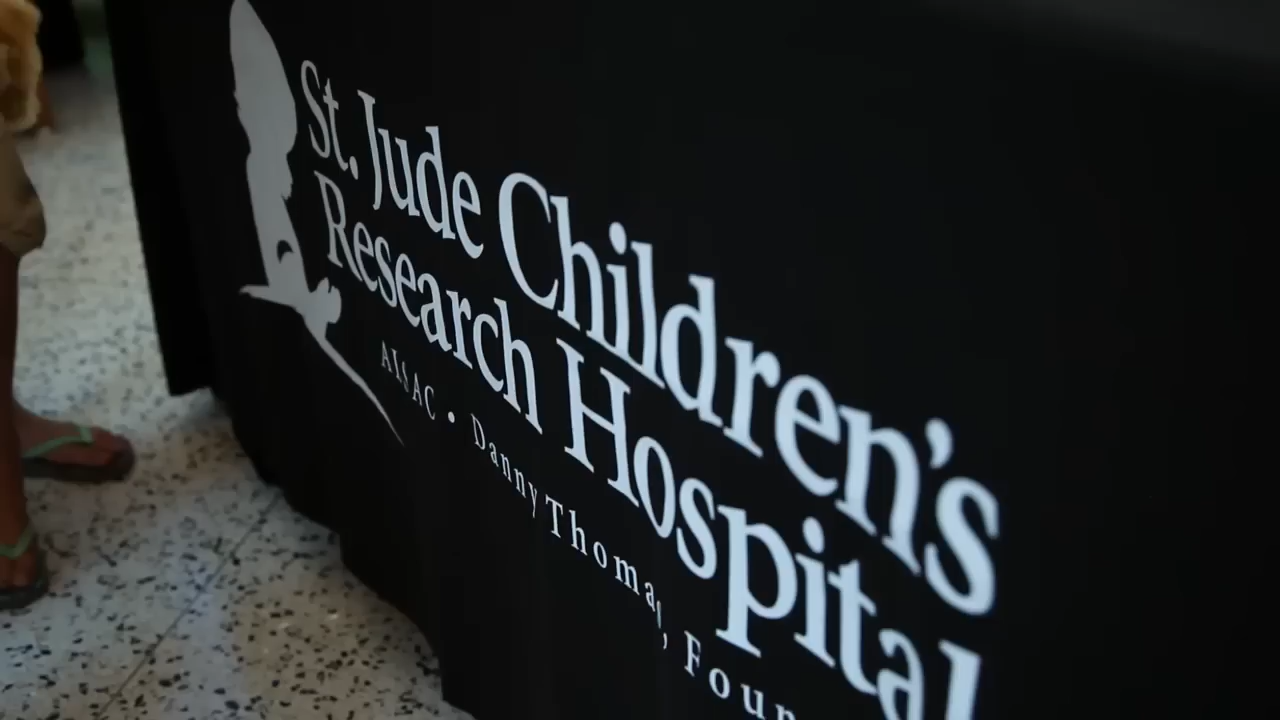 St. Jude Children's
Research Hospital
ALSAC • Danny Thomas, Foun